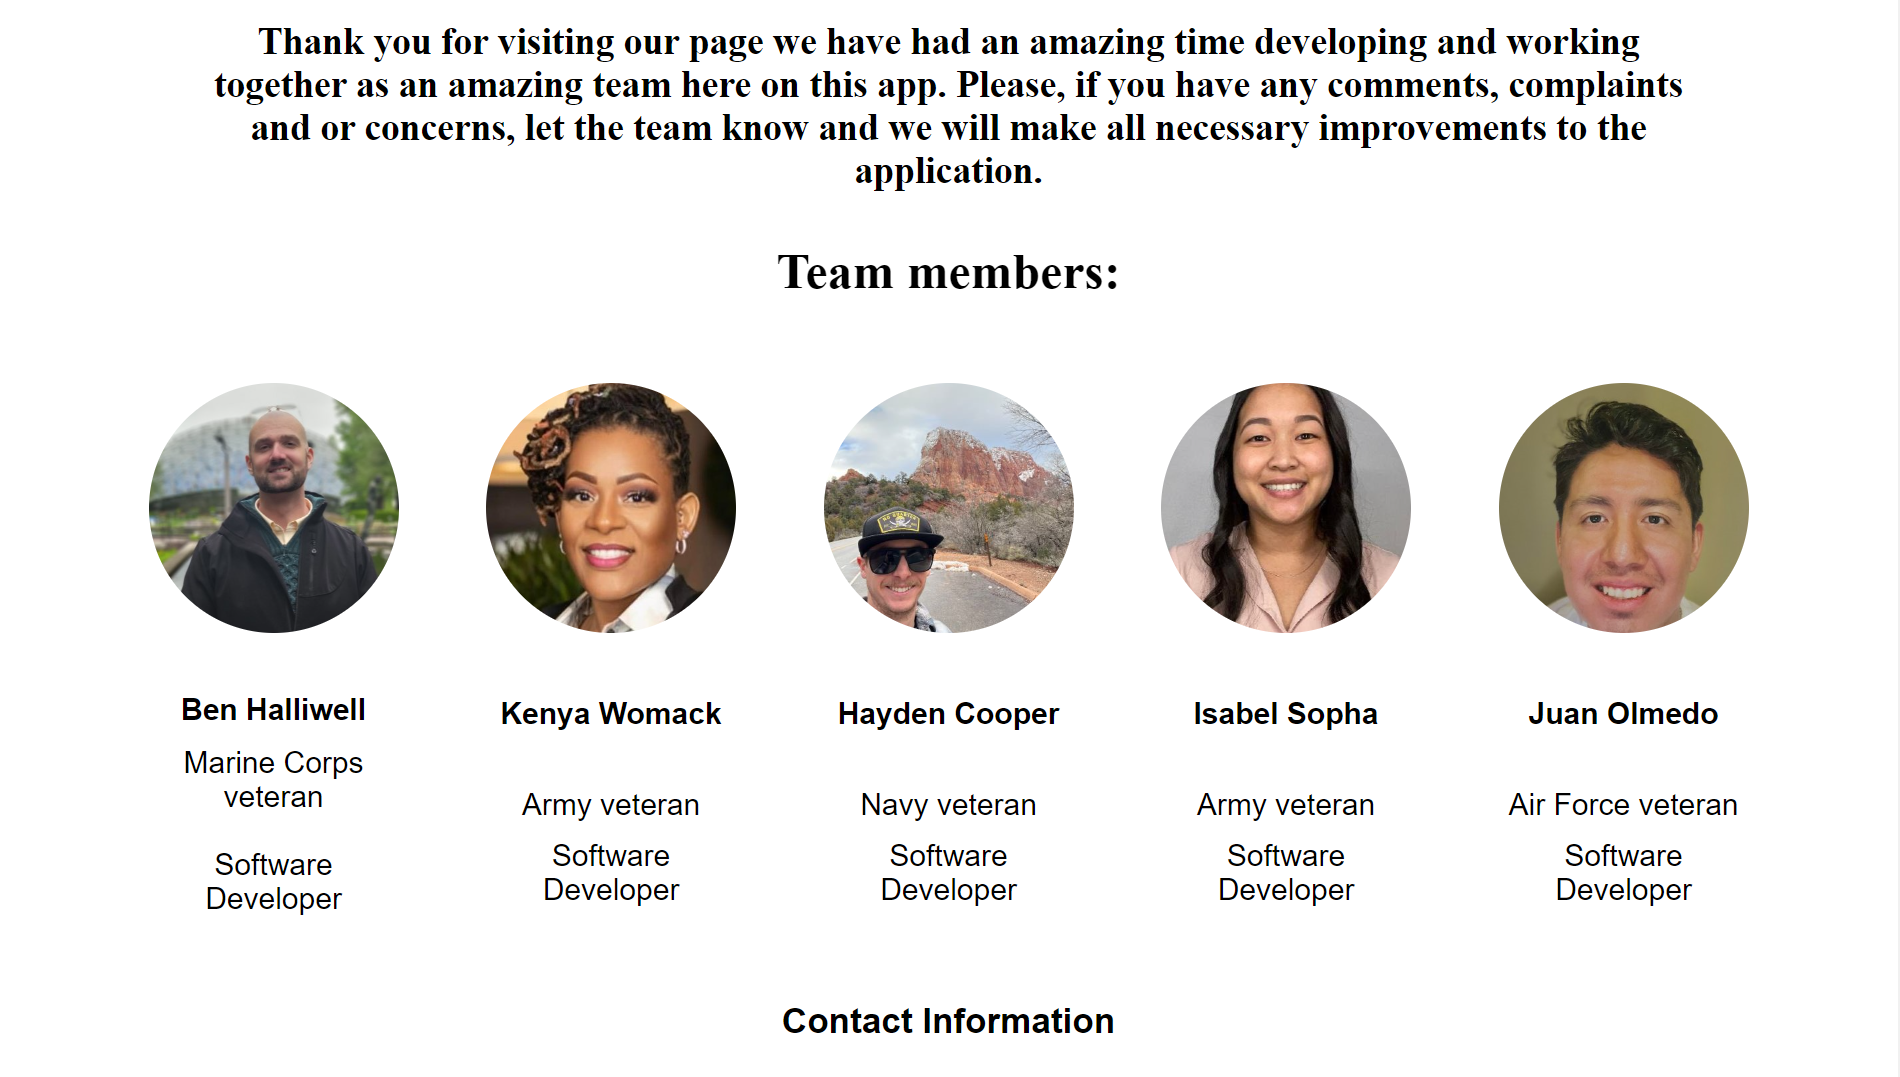 Thank you for visiting our page we have had an amazing time developing and working
together as an amazing team here on this app. Please, if you have any comments, complaints
and or concerns, let the team know and we will make all necessary improvements to the
application.
Team members:
Ben Halliwell
Marine Corps
veteran
Software
Developer
Kenya Womack
Army veteran
Software
Developer
Hayden Cooper
Navy veteran
Software
Developer
Isabel Sopha
Army veteran
Software
Developer
Juan Olmedo
Air Force veteran
Software
Developer
Contact Information